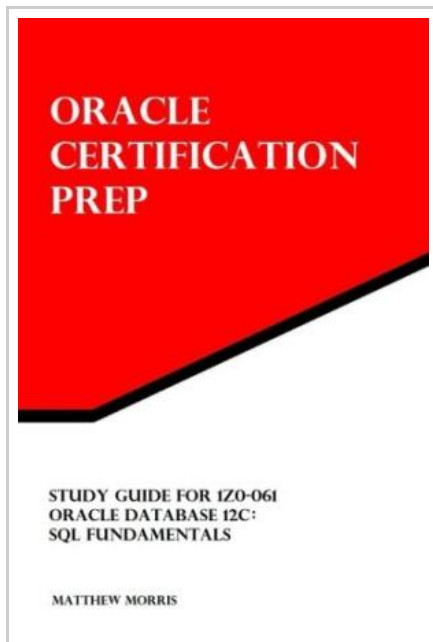 ORACLE
CERTIFICATION
PREP
STUDY GUIDE FOR 1Z0-061
ORACLE DATABASE 12C:
SQL FUNDAMENTALS
MATTHEW MORRIS